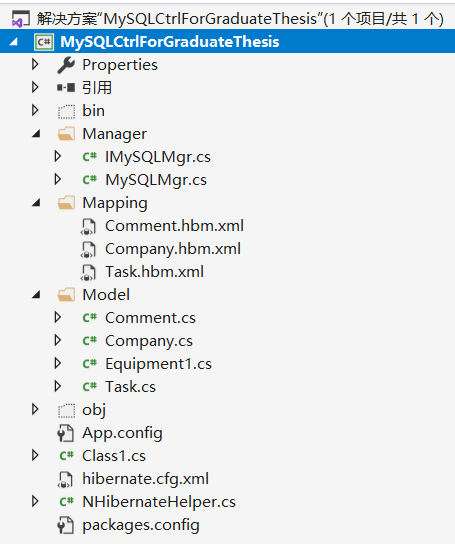 解决方案“MySQLCtrlForGraduateThesis”(1 个项目/共 1 个)
C# MySQLCtrlForGraduateThesis
Properties
引用
bin
Manager
C# IMySQLMgr.cs
C# MySQLMgr.cs
Mapping
Comment.hbm.xml
Company.hbm.xml
Task.hbm.xml
Model
C# Comment.cs
C# Company.cs
C# Equipment1.cs
C# Task.cs
obj
App.config
C# Class1.cs
hibernate.cfg.xml
C# NHibernateHelper.cs
packages.config